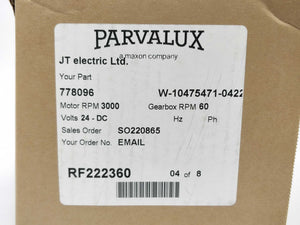 PARVALUX
a maxon company
JT electric Ltd.
Your Part
778096 W-10475471-0422
Motor RPM 3000 Gearbox RPM 60
Volts 24 - DC Hz Ph
Sales Order SO220865
Your Order No. EMAIL
RF222360 04 of 8